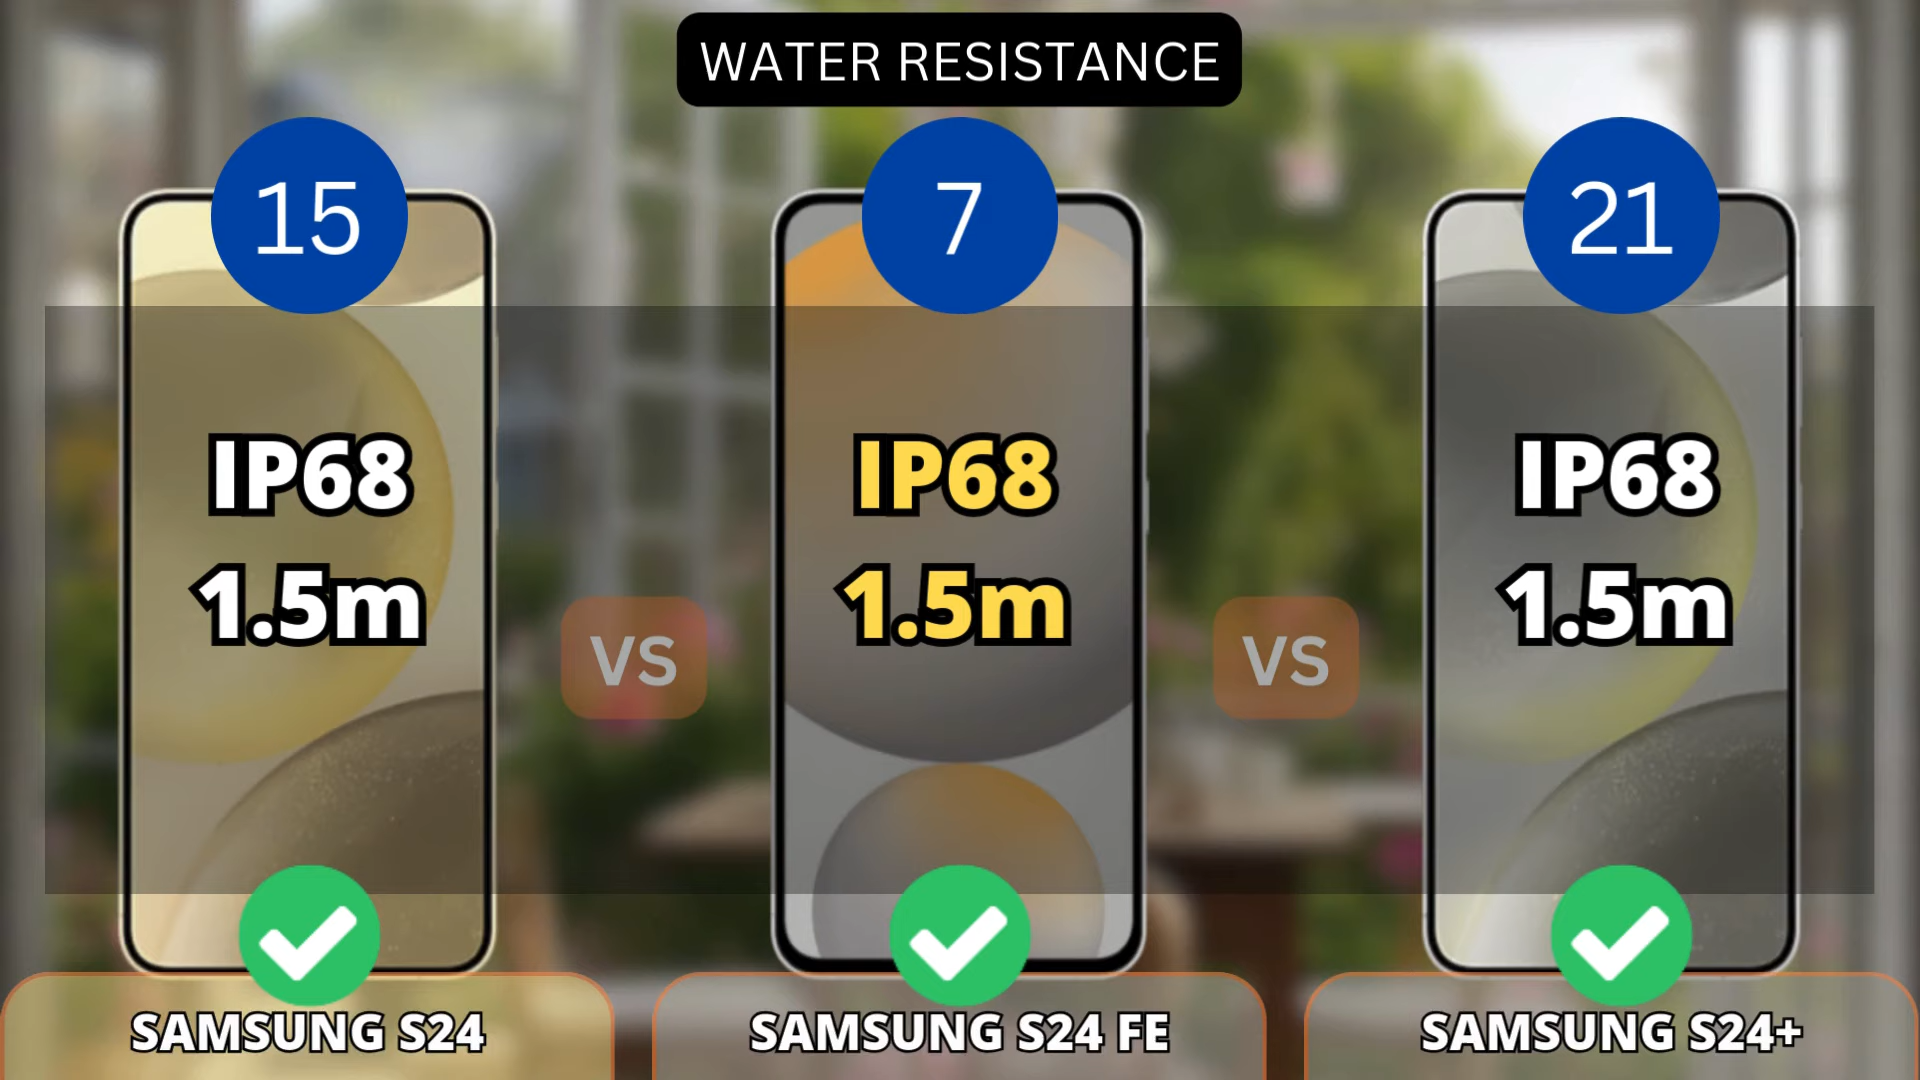 WATER RESISTANCE
15
7
21
IP68
1.5m
IP68
1.5m
IP68
1.5m
VS
VS
SAMSUNG S24
SAMSUNG S24 FE
SAMSUNG S24+